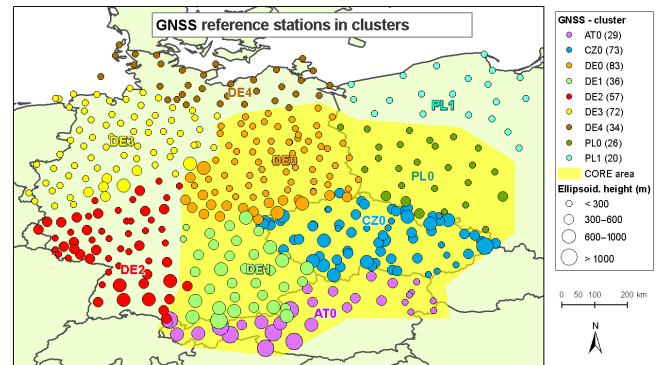 GNSS reference stations in clusters
DE4
PL1
DE3
DE0
PL0
CZ0
DE2
DE1
AT0
GNSS - cluster
AT0 (29)
CZ0 (73)
DE0 (83)
DE1 (36)
DE2 (57)
DE3 (72)
DE4 (34)
PL0 (26)
PL1 (20)
CORE area
Ellipsoid. height (m)
< 300
300-600
600-1000
> 1000
0 50 100 200 km
N